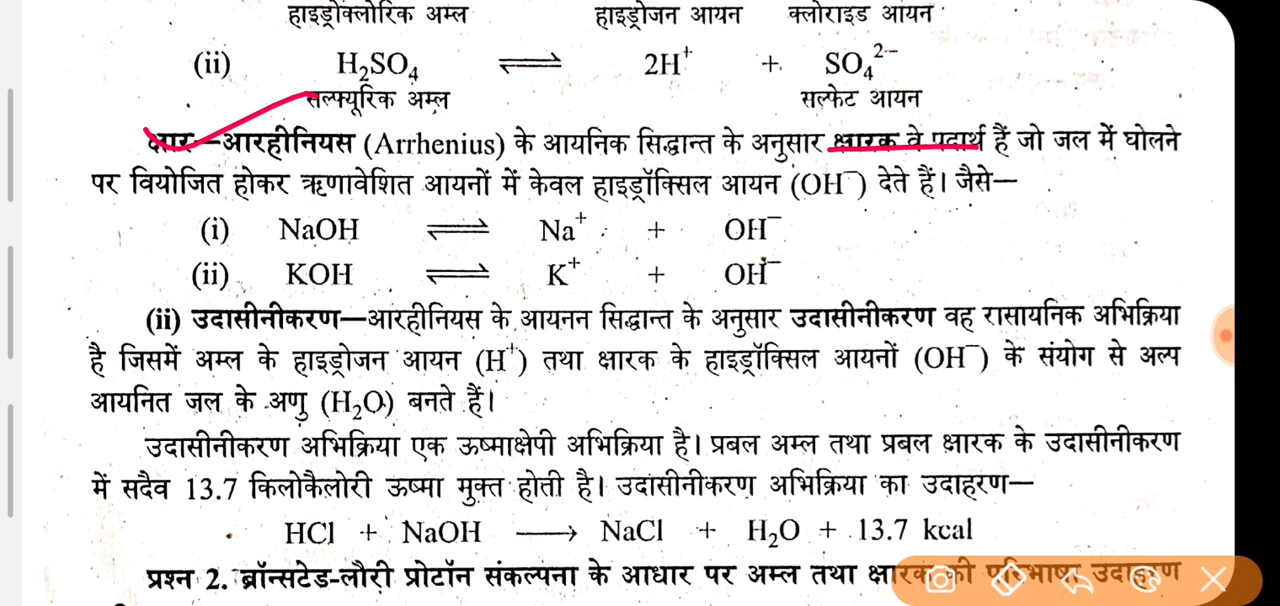 हाइड्रोक्लोरिक अम्ल हाइड्रोजन आयन क्लोराइड आयन
(ii) H₂SO₄ ⇌ 2H⁺ + SO₄²⁻
सल्फ्यूरिक अम्ल सल्फेट आयन
क्षार—आरहीनियस (Arrhenius) के आयनिक सिद्धान्त के अनुसार क्षारक वे पदार्थ हैं जो जल में घोलने
पर वियोजित होकर ऋणावेशित आयनों में केवल हाइड्रॉक्सिल आयन (OH⁻) देते हैं। जैसे—
(i) NaOH ⇌ Na⁺ + OH⁻
(ii) KOH ⇌ K⁺ + OH⁻
(ii) उदासीनीकरण—आरहीनियस के आयनन सिद्धान्त के अनुसार उदासीनीकरण वह रासायनिक अभिक्रिया
है जिसमें अम्ल के हाइड्रोजन आयन (H⁺) तथा क्षारक के हाइड्रॉक्सिल आयनों (OH⁻) के संयोग से अल्प
आयनित जल के अणु (H₂O) बनते हैं।
उदासीनीकरण अभिक्रिया एक ऊष्माक्षेपी अभिक्रिया है। प्रबल अम्ल तथा प्रबल क्षारक के उदासीनीकरण
में सदैव 13.7 किलोकैलोरी ऊष्मा मुक्त होती है। उदासीनीकरण अभिक्रिया का उदाहरण—
HCl + NaOH ⟶ NaCl + H₂O + 13.7 kcal
प्रश्न 2. ब्रॉन्सटेड-लौरी प्रोटॉन संकल्पना के आधार पर अम्ल तथा क्षारक की परिभाषा उदाहरण